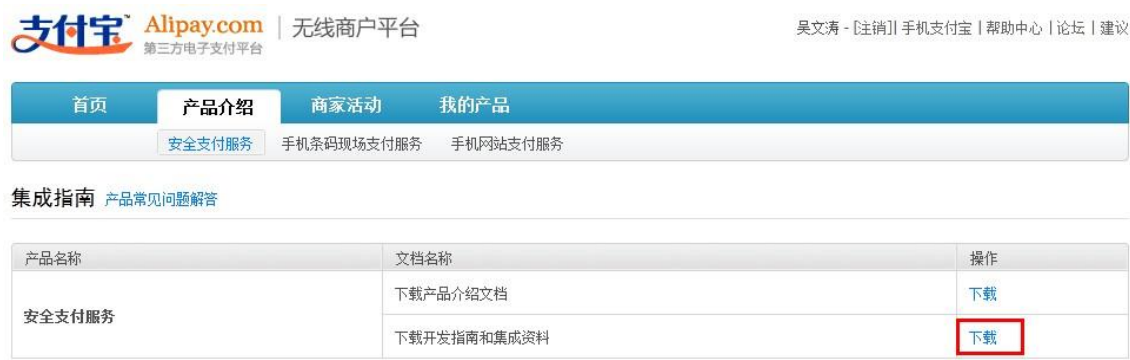 支付宝 Alipay.com 无线商户平台
第三方电子支付平台
吴文涛 - [注销]| 手机支付宝 | 帮助中心 | 论坛 | 建议
首页 产品介绍 商家活动 我的产品
安全支付服务 手机条码现场支付服务 手机网站支付服务
集成指南 产品常见问题解答
产品名称 文档名称 操作
安全支付服务
下载产品介绍文档 下载
下载开发指南和集成资料 下载